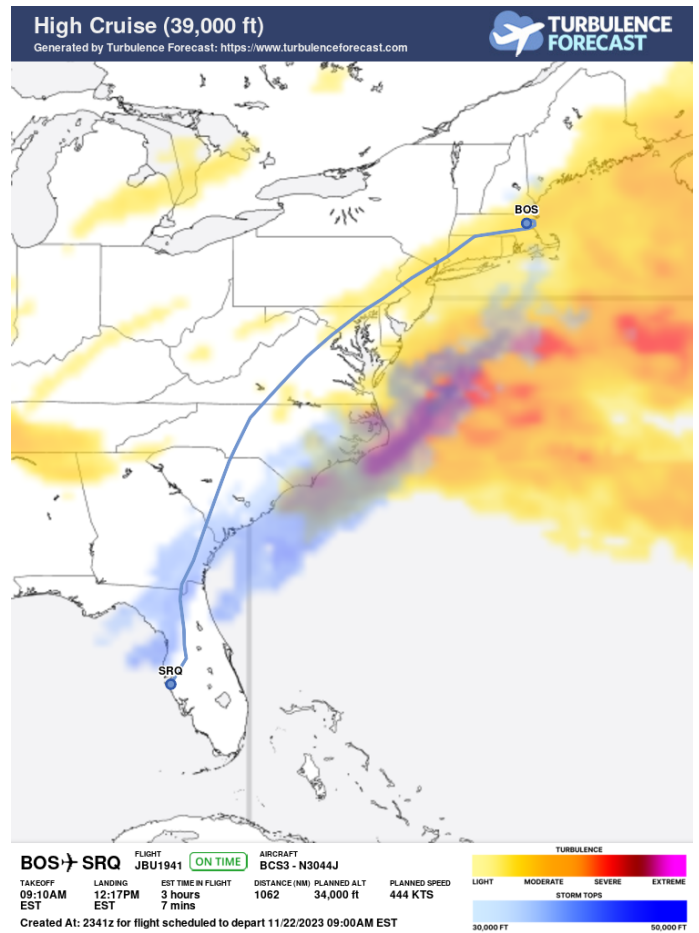 High Cruise (39,000 ft)
Generated by Turbulence Forecast: https://www.turbulenceforecast.com
TURBULENCE
FORECAST
BOS
SRQ
BOS✈SRQ
FLIGHT
JBU1941
ON TIME
AIRCRAFT
BCS3 - N3044J
TAKEOFF
09:10AM
EST
LANDING
12:17PM
EST
EST TIME IN FLIGHT
3 hours
7 mins
DISTANCE (NM)
1062
PLANNED ALT
34,000 ft
PLANNED SPEED
444 KTS
Created At: 2341z for flight scheduled to depart 11/22/2023 09:00AM EST
TURBULENCE
LIGHT MODERATE SEVERE EXTREME
STORM TOPS
30,000 FT 50,000 FT